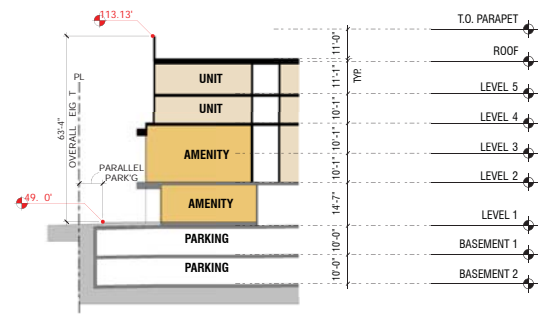 113.13'
T.O. PARAPET
11'-0"
ROOF
PL
UNIT
11'-1"
TYP.
LEVEL 5
UNIT
10'-1"
LEVEL 4
63'-4"
OVERALL EIG T
AMENITY
10'-1"
LEVEL 3
PARALLEL
PARK'G
10'-1"
LEVEL 2
49. 0'
AMENITY
14'-7"
LEVEL 1
PARKING
10'-0"
BASEMENT 1
PARKING
10'-0"
BASEMENT 2